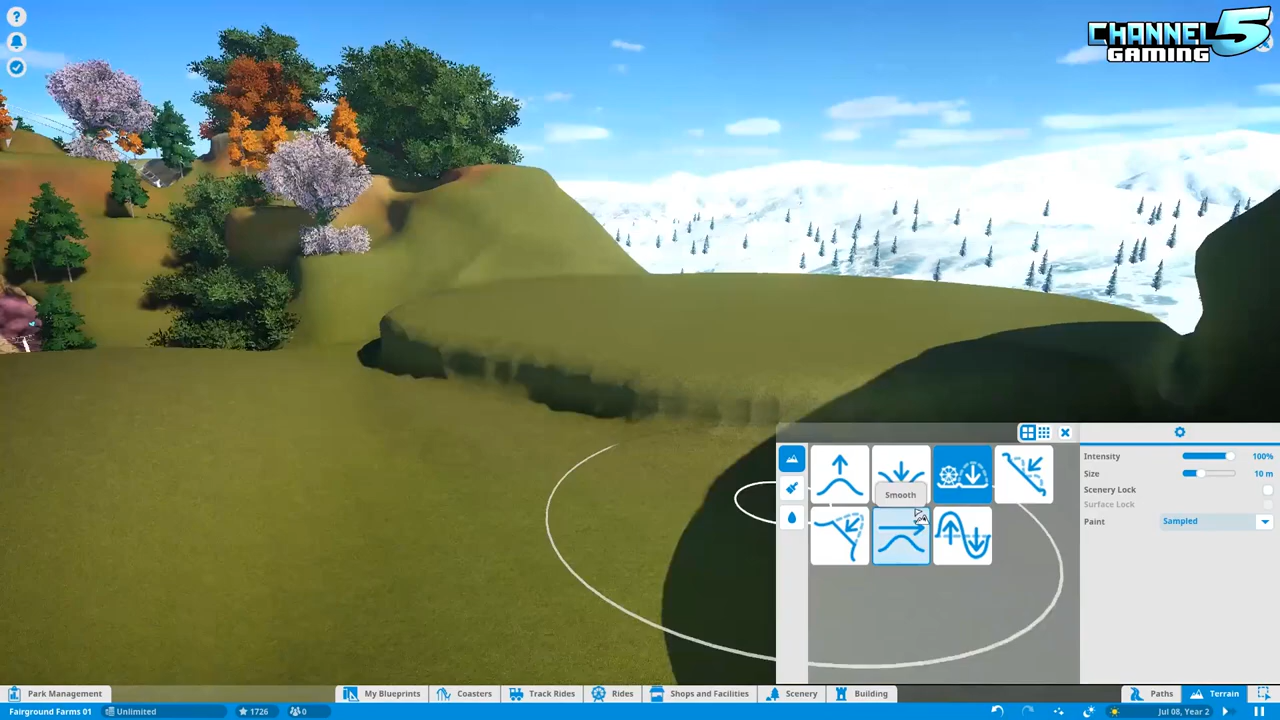 ?
CHANNEL 5
GAMING
Smooth
Intensity 100%
Size 10 m
Scenery Lock
Surface Lock
Paint Sampled
Park Management My Blueprints Coasters Track Rides Rides Shops and Facilities Scenery Building Paths Terrain
Fairground Farms 01 Unlimited 1726 0 Jul 08, Year 2